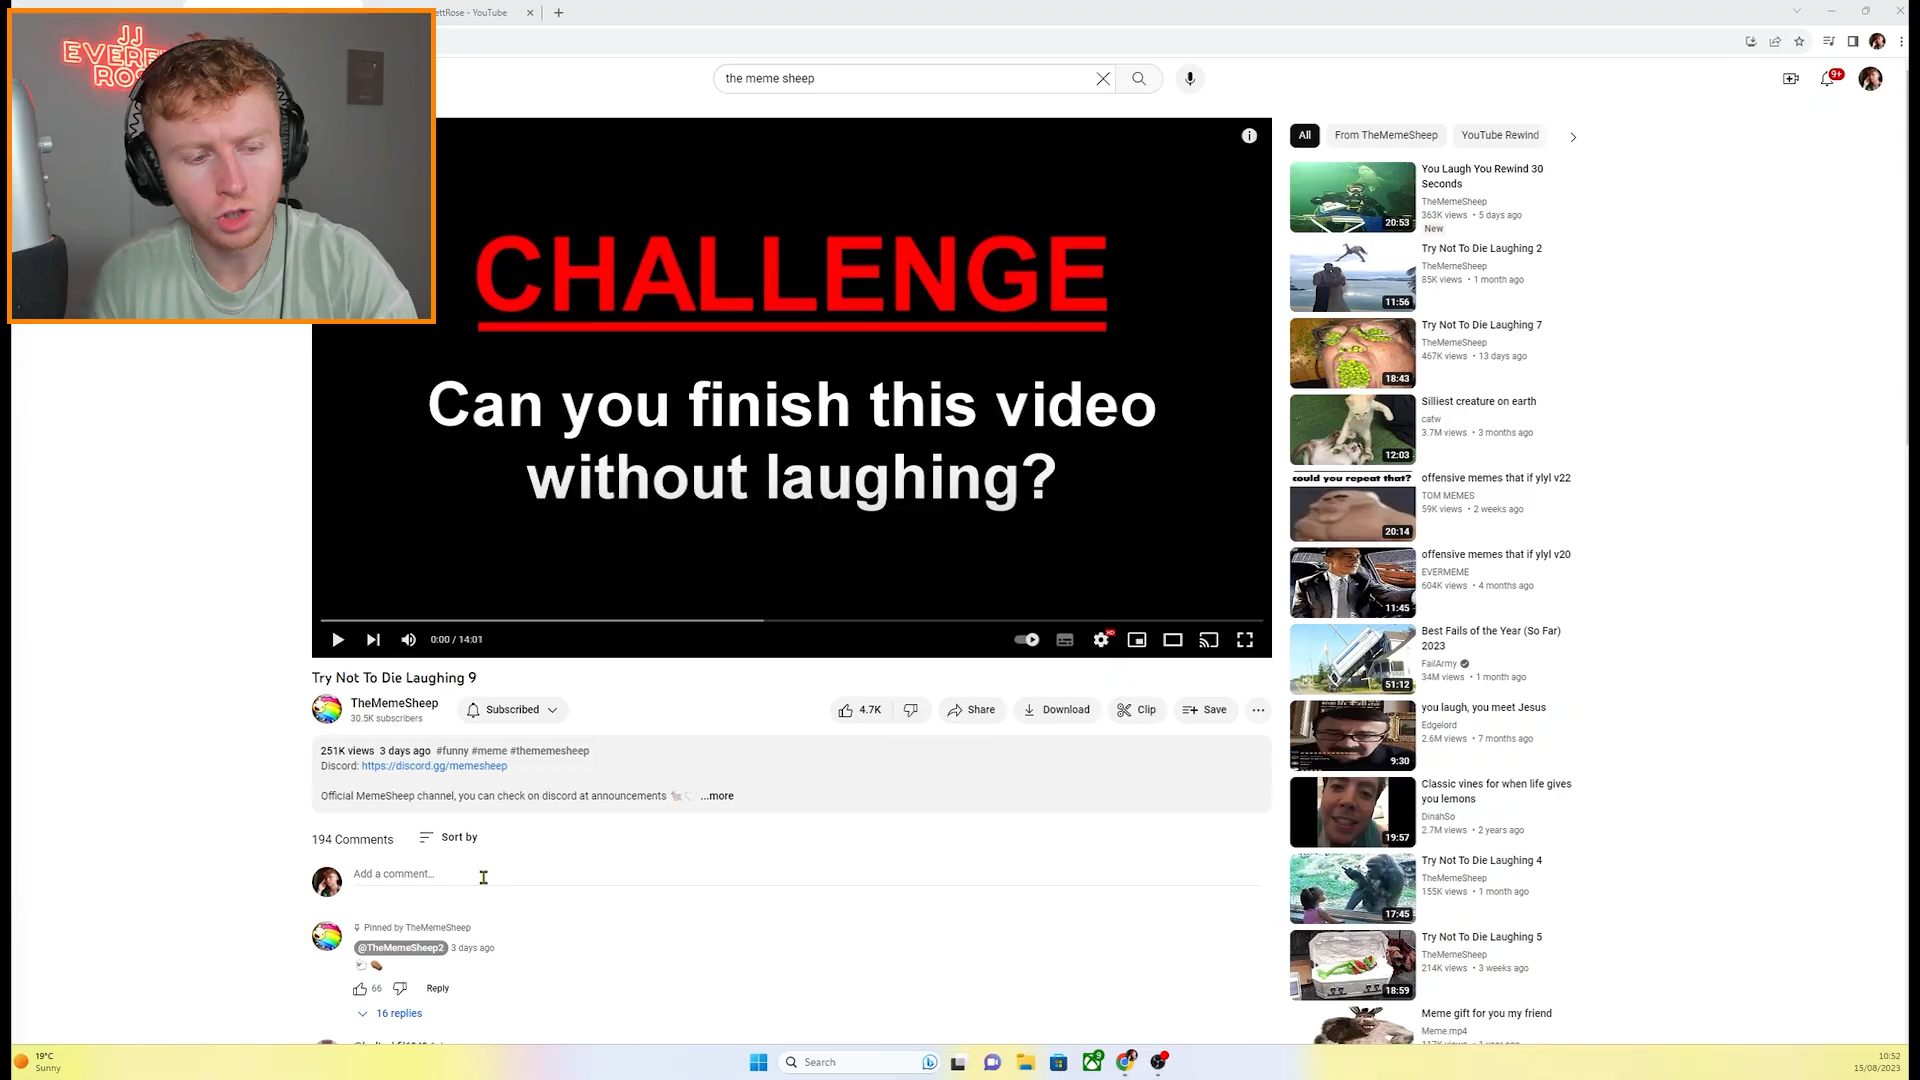 JJ
EVERE
ROS
ettRose - YouTube
the meme sheep
9+
CHALLENGE
Can you finish this video
without laughing?
0:00 / 14:01
HD
Try Not To Die Laughing 9
TheMemeSheep
30.5K subscribers
Subscribed
4.7K
Share
Download
Clip
Save
251K views 3 days ago #funny #meme #thememesheep
Discord: https://discord.gg/memesheep
Official MemeSheep channel, you can check on discord at announcements 🐑🤍 ...more
194 Comments
Sort by
Add a comment...
Pinned by TheMemeSheep
@TheMemeSheep2 3 days ago
66
Reply
16 replies
All
From TheMemeSheep
YouTube Rewind
You Laugh You Rewind 30
Seconds
TheMemeSheep
363K views • 5 days ago
New
20:53
Try Not To Die Laughing 2
TheMemeSheep
85K views • 1 month ago
11:56
Try Not To Die Laughing 7
TheMemeSheep
467K views • 13 days ago
18:43
Silliest creature on earth
catw
3.7M views • 3 months ago
12:03
could you repeat that?
offensive memes that if ylyl v22
TOM MEMES
59K views • 2 weeks ago
20:14
offensive memes that if ylyl v20
EVERMEME
604K views • 4 months ago
11:45
Best Fails of the Year (So Far)
2023
FailArmy
34M views • 1 month ago
51:12
you laugh, you meet Jesus
Edgelord
2.6M views • 7 months ago
9:30
Classic vines for when life gives
you lemons
DinahSo
2.7M views • 2 years ago
19:57
Try Not To Die Laughing 4
TheMemeSheep
155K views • 1 month ago
17:45
Try Not To Die Laughing 5
TheMemeSheep
214K views • 3 weeks ago
18:59
Meme gift for you my friend
Meme.mp4
19°C
Sunny
Search
9
10:52
15/08/2023